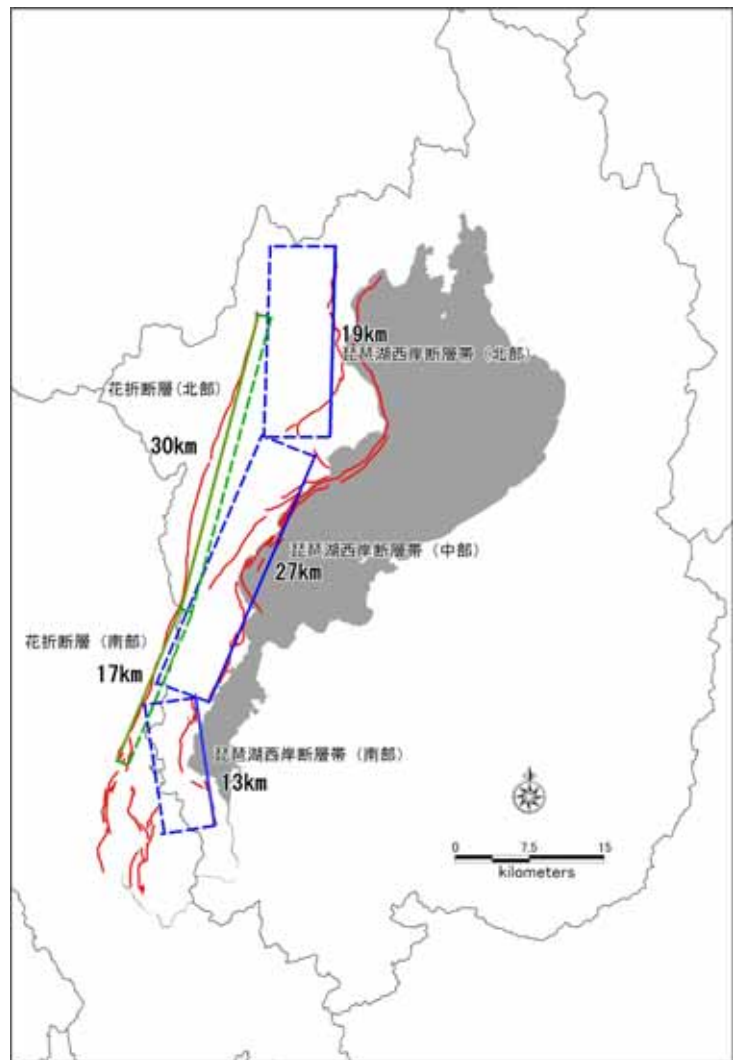 19km
琵琶湖西岸断層帯（北部）
花折断層(北部)
30km
琵琶湖西岸断層帯（中部）
27km
花折断層（南部）
17km
琵琶湖西岸断層帯（南部）
13km
0 7.5 15
kilometers